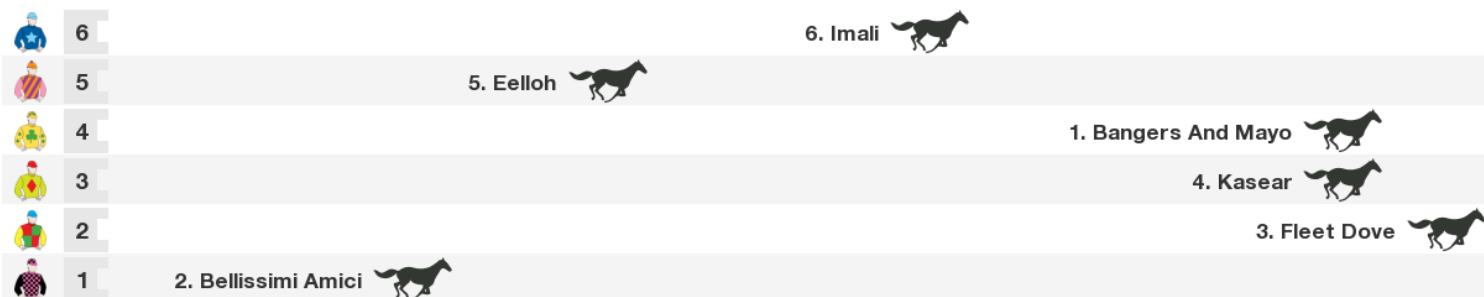 6 6. Imali
5 5. Eelloh
4 1. Bangers And Mayo
3 4. Kasear
2 3. Fleet Dove
1 2. Bellissimi Amici